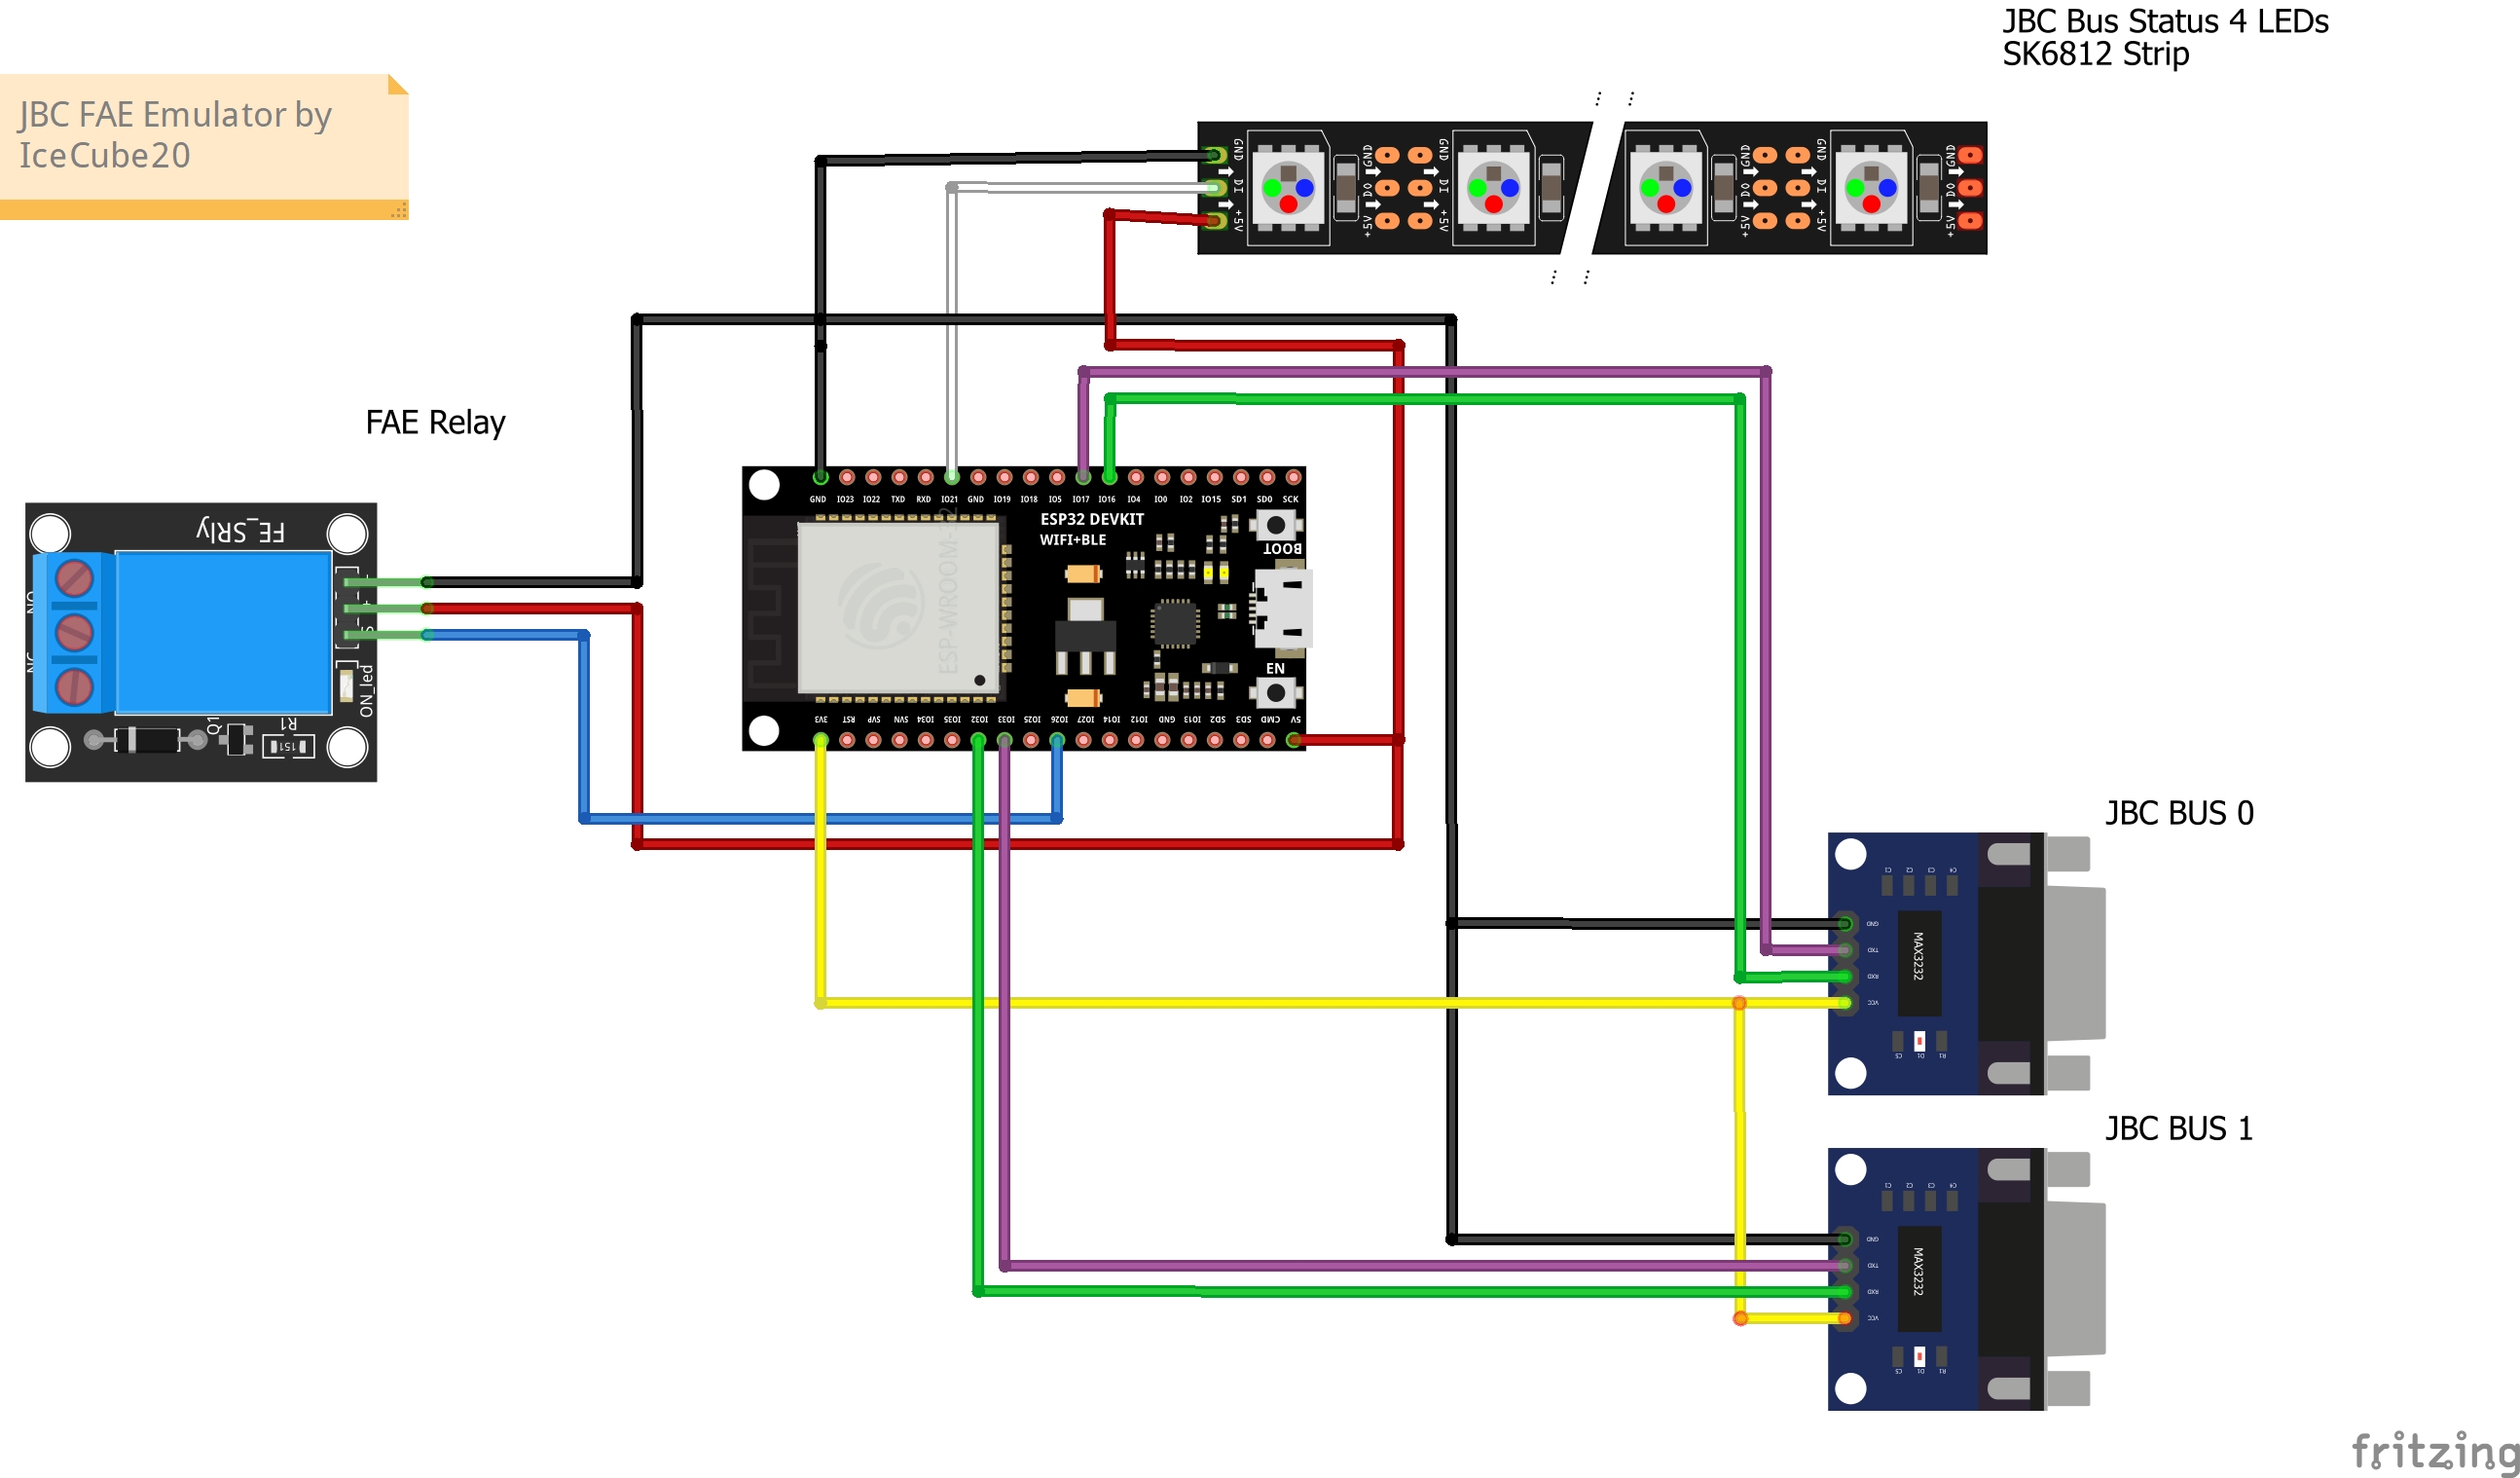 JBC Bus Status 4 LEDs
SK6812 Strip
JBC FAE Emulator by
IceCube20
GND GND GND GND GND GND
DI DO DI DO DI DO
+5V +5V +5V +5V +5V +5V
FAE Relay
FE_SRly
NO
NC
-
+
S
ON_led
Q1
R1
151
GND IO23 IO22 TXD RXD IO21 GND IO19 IO18 IO5 IO17 IO16 IO4 IO0 IO2 IO15 SD1 SD0 SCK
ESP32 DEVKIT
WIFI+BLE
ESP-WROOM-32
BOOT
EN
3V3 RST SVP SVN IO34 IO35 IO32 IO33 IO25 IO26 IO27 IO14 IO12 GND IO13 SD2 SD3 CMD 5V
JBC BUS 0
C1 C2 C3 C4
GND
TXD
RXD
VCC
MAX3232
C5 D1 R1
JBC BUS 1
C1 C2 C3 C4
GND
TXD
RXD
VCC
MAX3232
C5 D1 R1
fritzing